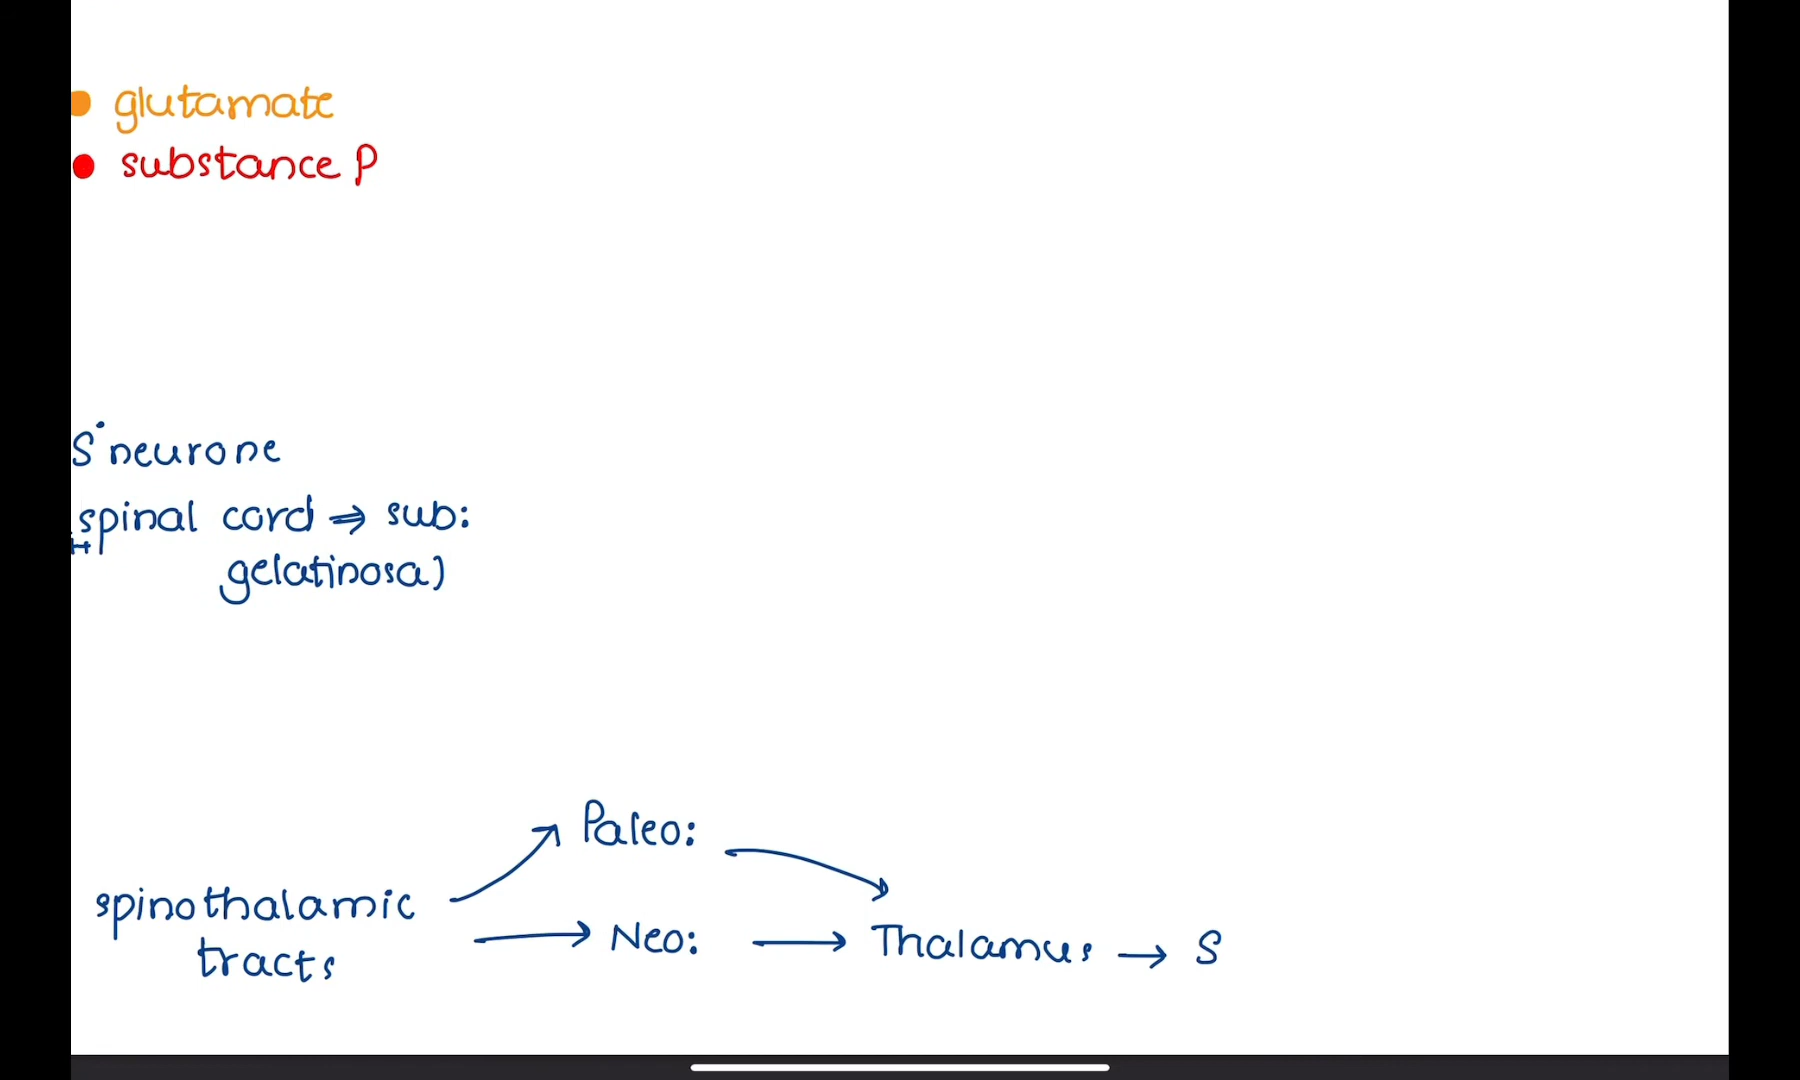 glutamate
substance P
S neurone
spinal cord ⇒ sub:
gelatinosa)
Paleo:
spinothalamic
tracts
→ Neo: → Thalamus → S